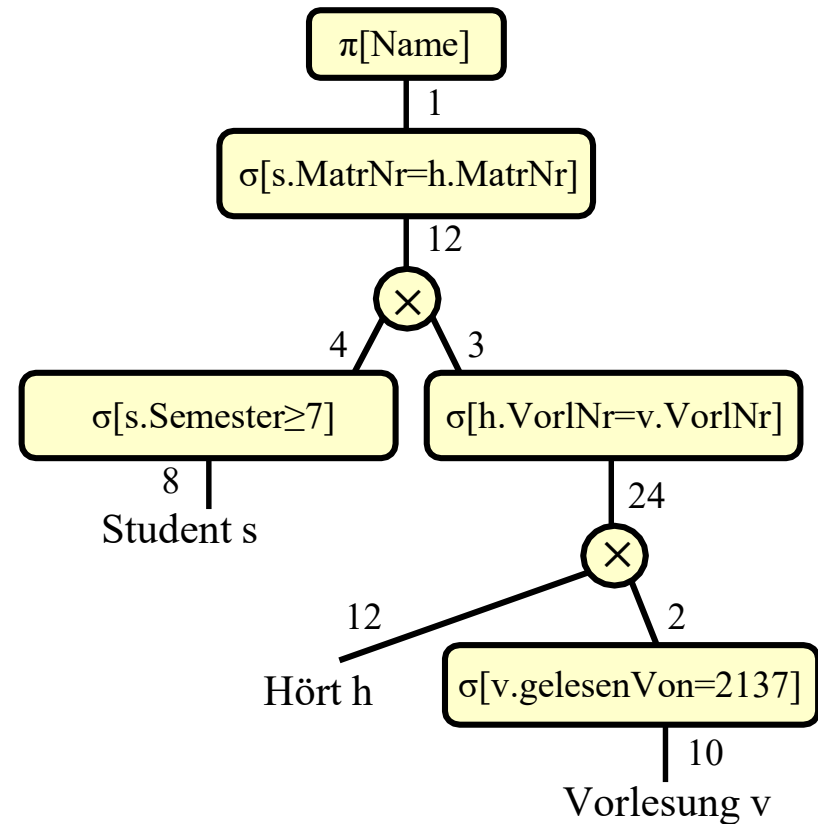 π[Name]
1
σ[s.MatrNr=h.MatrNr]
12
×
4
3
σ[s.Semester≥7]
σ[h.VorlNr=v.VorlNr]
8
24
Student s
×
12
2
Hört h
σ[v.gelesenVon=2137]
10
Vorlesung v